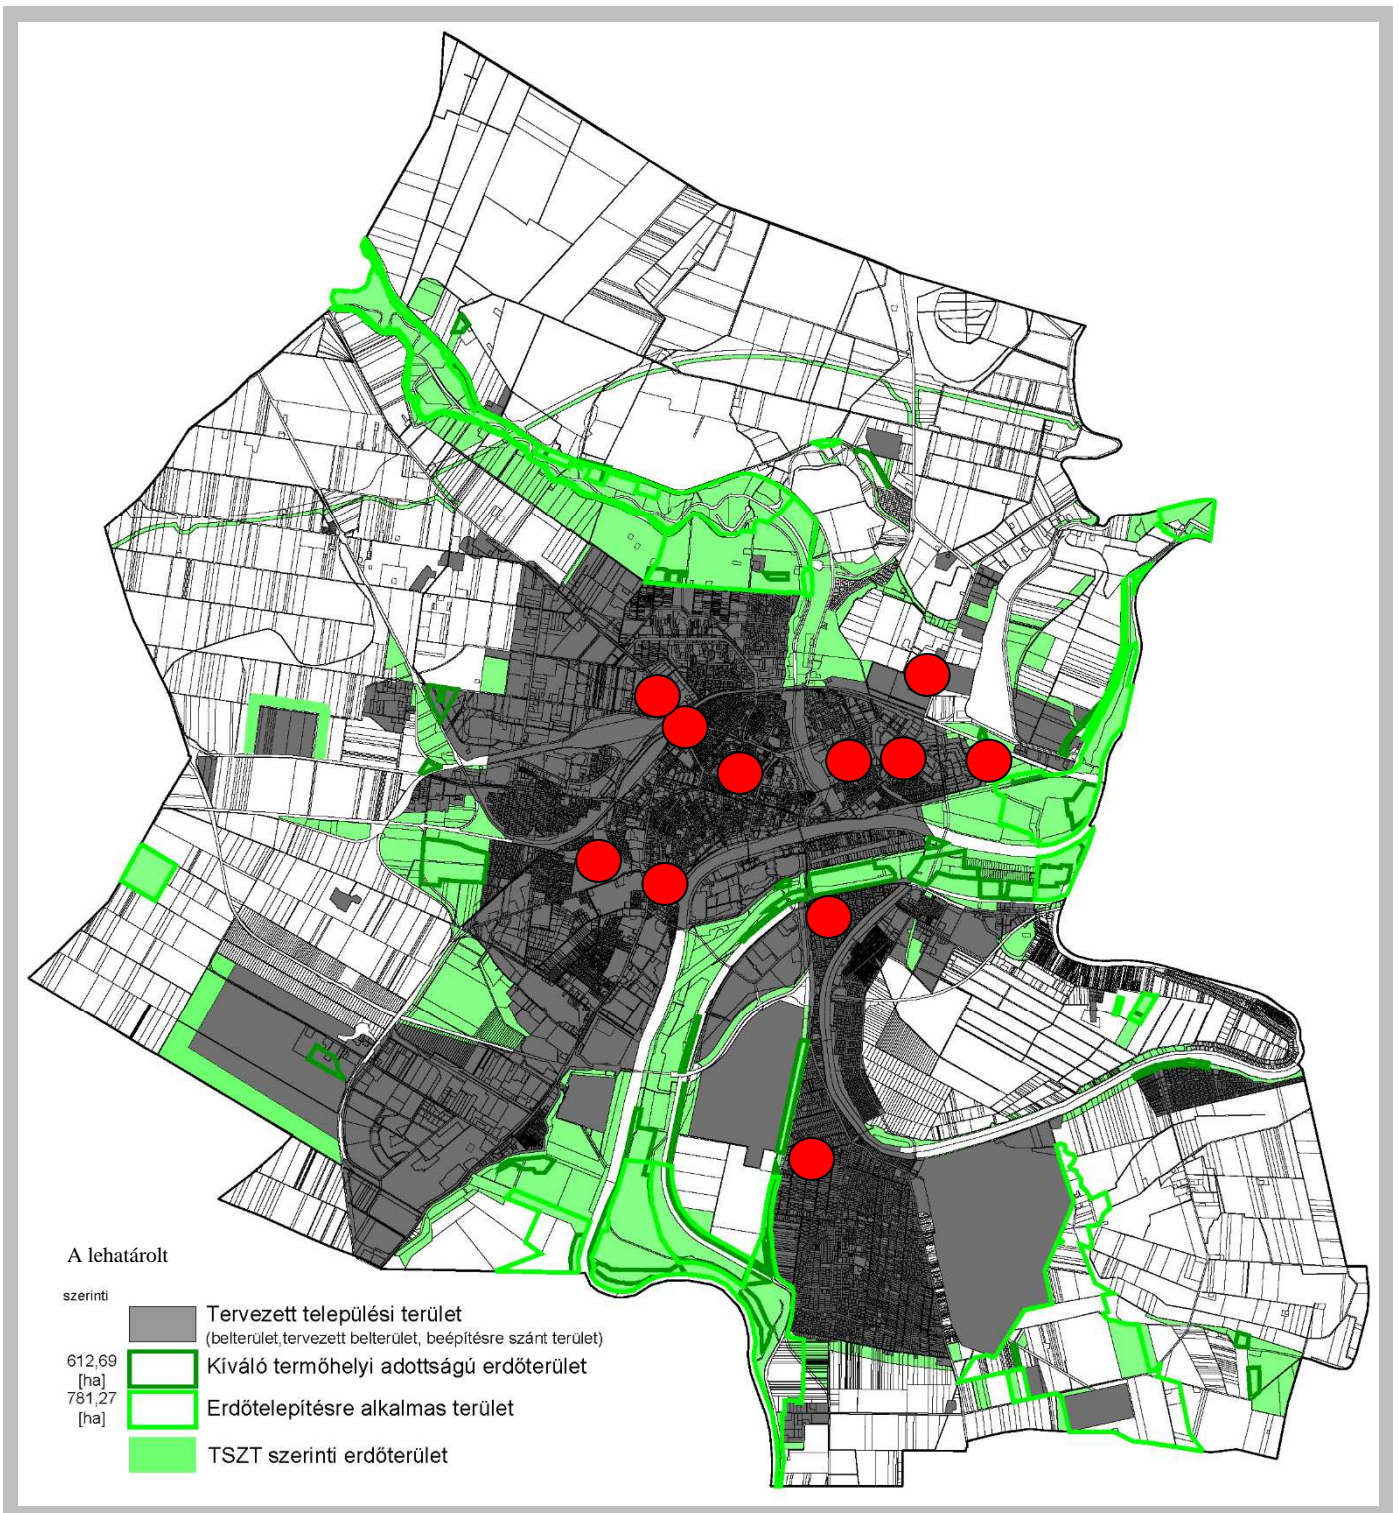 A lehatárolt
szerinti
Tervezett települési terület
(belterület,tervezett belterület, beépítésre szánt terület)
612,69
[ha]
Kíváló termőhelyi adottságú erdőterület
781,27
[ha]
Erdőtelepítésre alkalmas terület
TSZT szerinti erdőterület